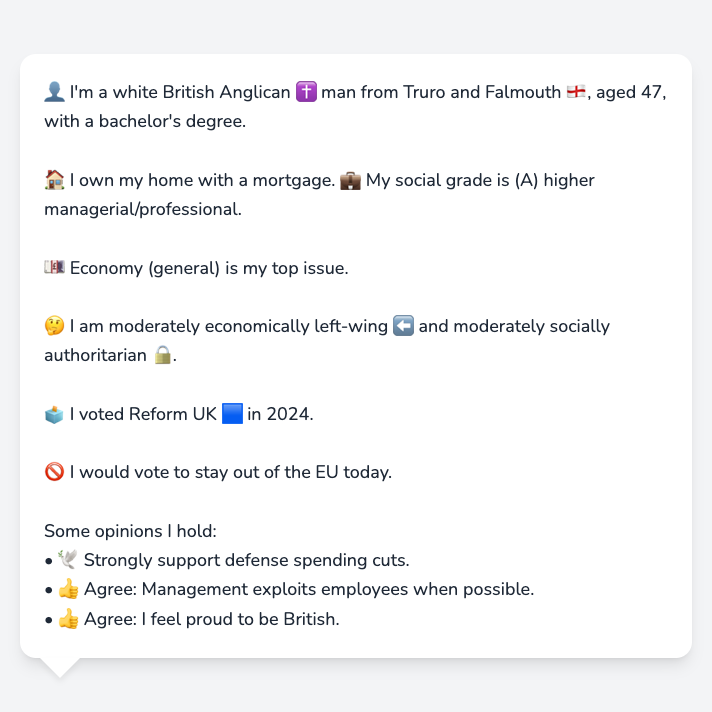 👤 I'm a white British Anglican ✝️ man from Truro and Falmouth 🏴󠁧󠁢󠁥󠁮󠁧󠁿, aged 47,
with a bachelor's degree.
🏠 I own my home with a mortgage. 💼 My social grade is (A) higher
managerial/professional.
💷 Economy (general) is my top issue.
🤔 I am moderately economically left-wing ⬅️ and moderately socially
authoritarian 🔒.
🗳️ I voted Reform UK 🟦 in 2024.
🚫 I would vote to stay out of the EU today.
Some opinions I hold:
• 🕊️ Strongly support defense spending cuts.
• 👍 Agree: Management exploits employees when possible.
• 👍 Agree: I feel proud to be British.